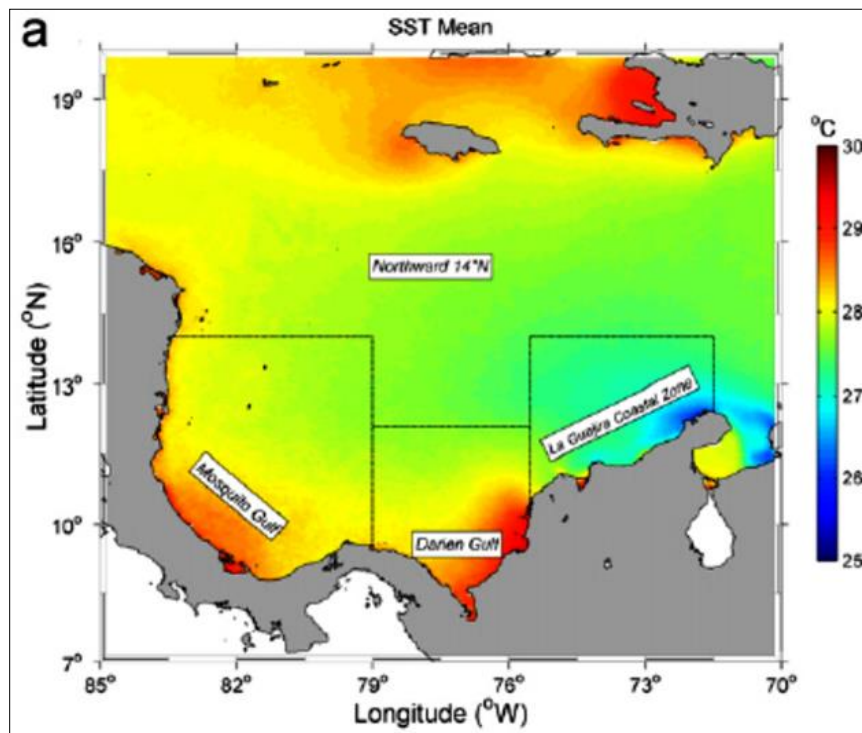 a
SST Mean
19°
16°
13°
10°
7°
Latitude (°N)
85°
82°
79°
76°
73°
70°
Longitude (°W)
Northward 14°N
La Guajira Coastal Zone
Mosquito Gulf
Darien Gulf
°C
30
29
28
27
26
25